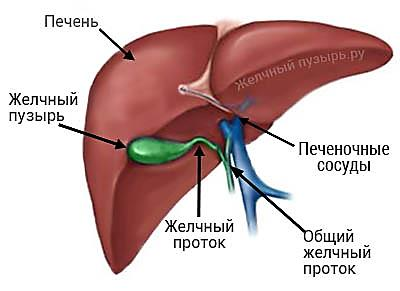 Печень
Желчный пузырь.ру
Желчный
пузырь
Печеночные
сосуды
Желчный
проток
Общий
желчный
проток